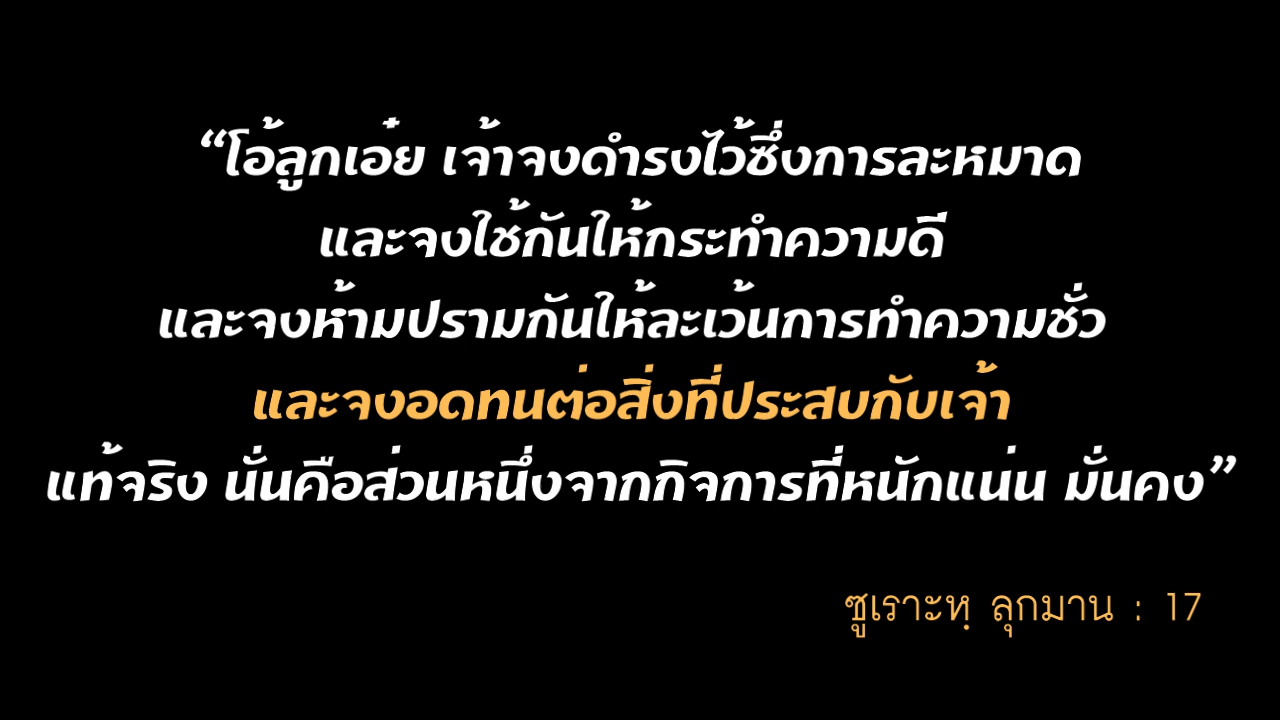 “โอ้ลูกเอ๋ย เจ้าจงดำรงไว้ซึ่งการละหมาด
และจงใช้กันให้กระทำความดี
และจงห้ามปรามกันให้ละเว้นการทำความชั่ว
และจงอดทนต่อสิ่งที่ประสบกับเจ้า
แท้จริง นั่นคือส่วนหนึ่งจากกิจการที่หนักแน่น มั่นคง”
ซูเราะหฺ ลุกมาน : 17